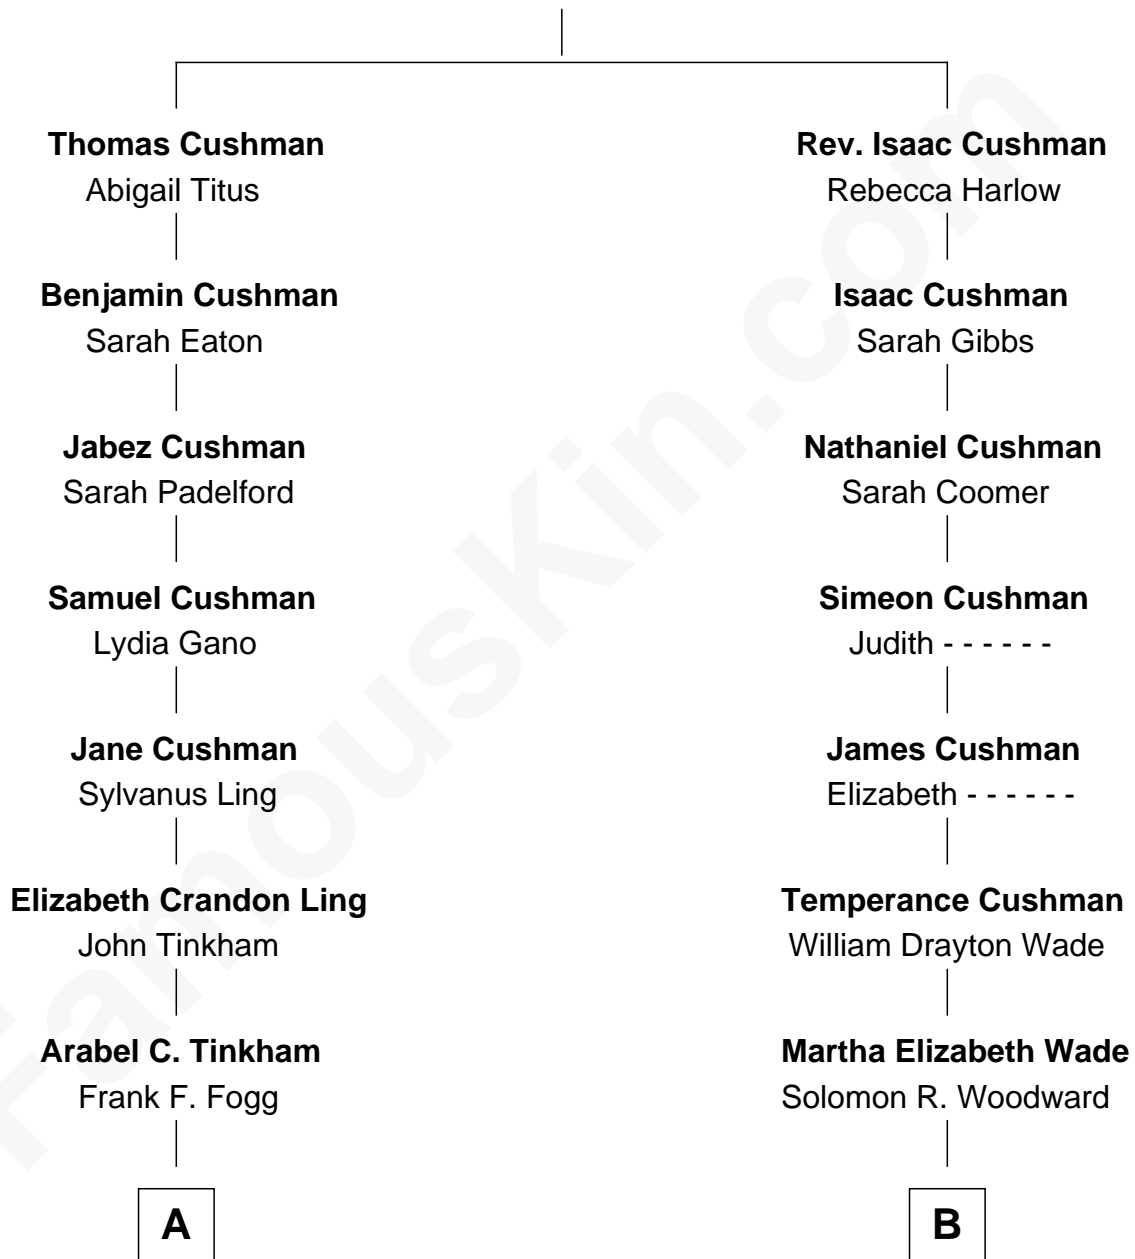 Thomas Cushman
Abigail Titus
Benjamin Cushman
Sarah Eaton
Jabez Cushman
Sarah Padelford
Samuel Cushman
Lydia Gano
Jane Cushman
Sylvanus Ling
Elizabeth Crandon Ling
John Tinkham
Arabel C. Tinkham
Frank F. Fogg
A
Rev. Isaac Cushman
Rebecca Harlow
Isaac Cushman
Sarah Gibbs
Nathaniel Cushman
Sarah Coomer
Simeon Cushman
Judith - - - - - -
James Cushman
Elizabeth - - - - - -
Temperance Cushman
William Drayton Wade
Martha Elizabeth Wade
Solomon R. Woodward
B
FamousKin.com